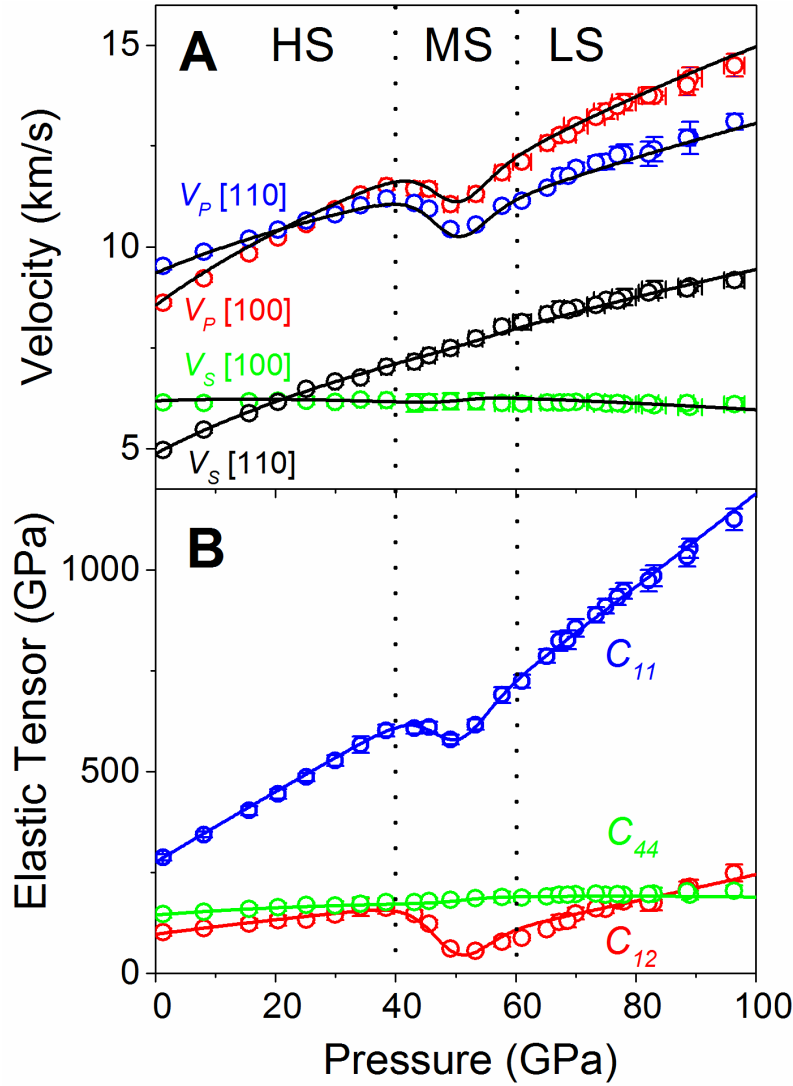 A
HS
MS
LS
15
10
5
Velocity (km/s)
V_P [110]
V_P [100]
V_S [100]
V_S [110]
B
1000
500
0
Elastic Tensor (GPa)
C_11
C_44
C_12
0
20
40
60
80
100
Pressure (GPa)